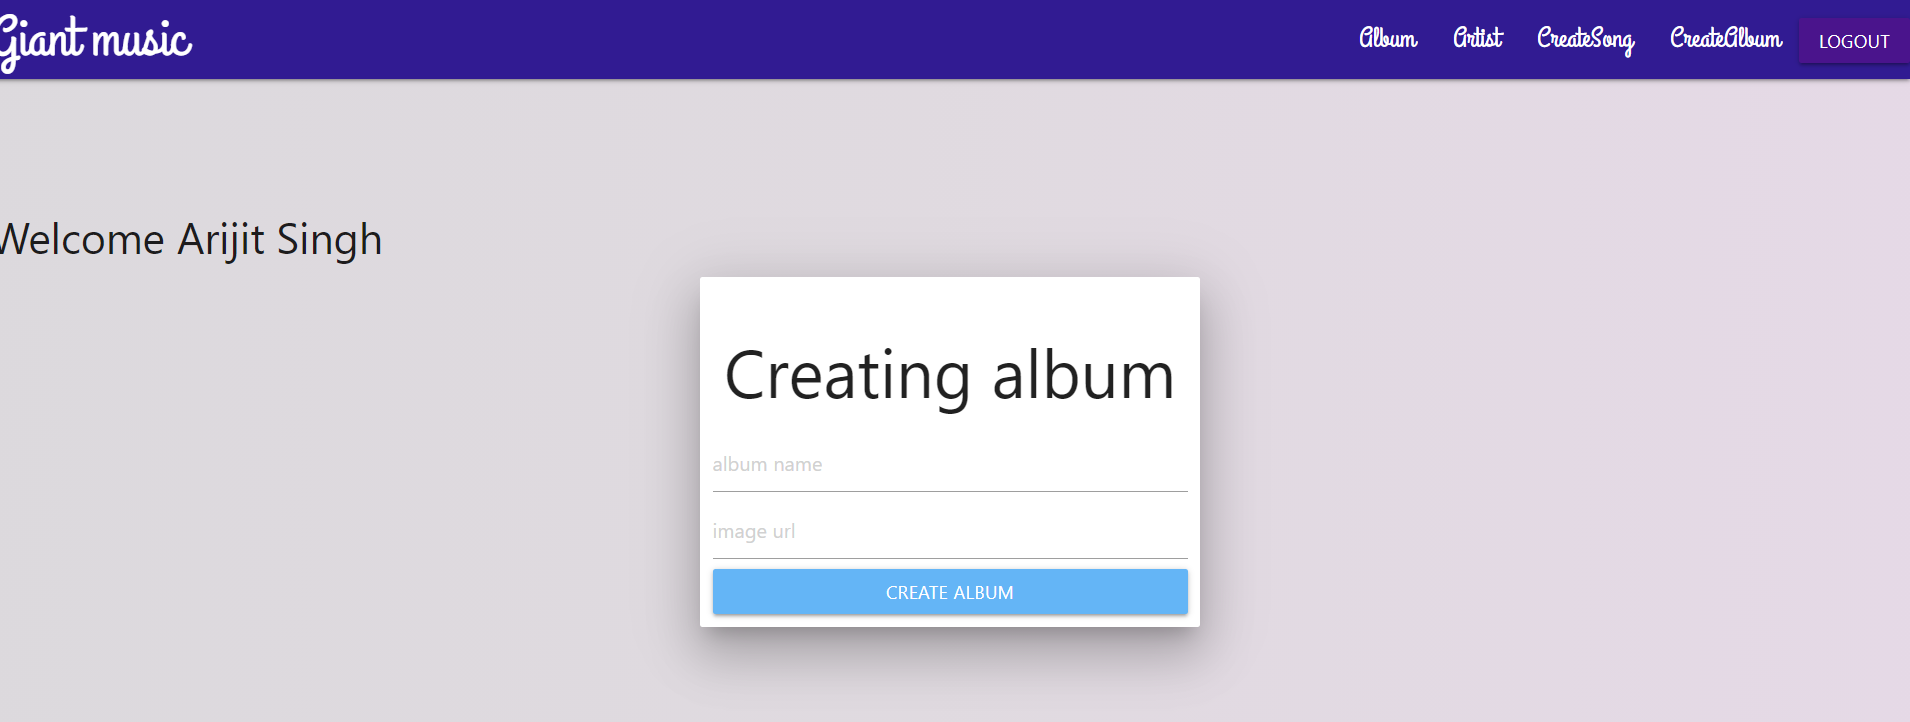 Giant music
Album Artist CreateSong CreateAlbum LOGOUT
Welcome Arijit Singh
Creating album
album name
image url
CREATE ALBUM